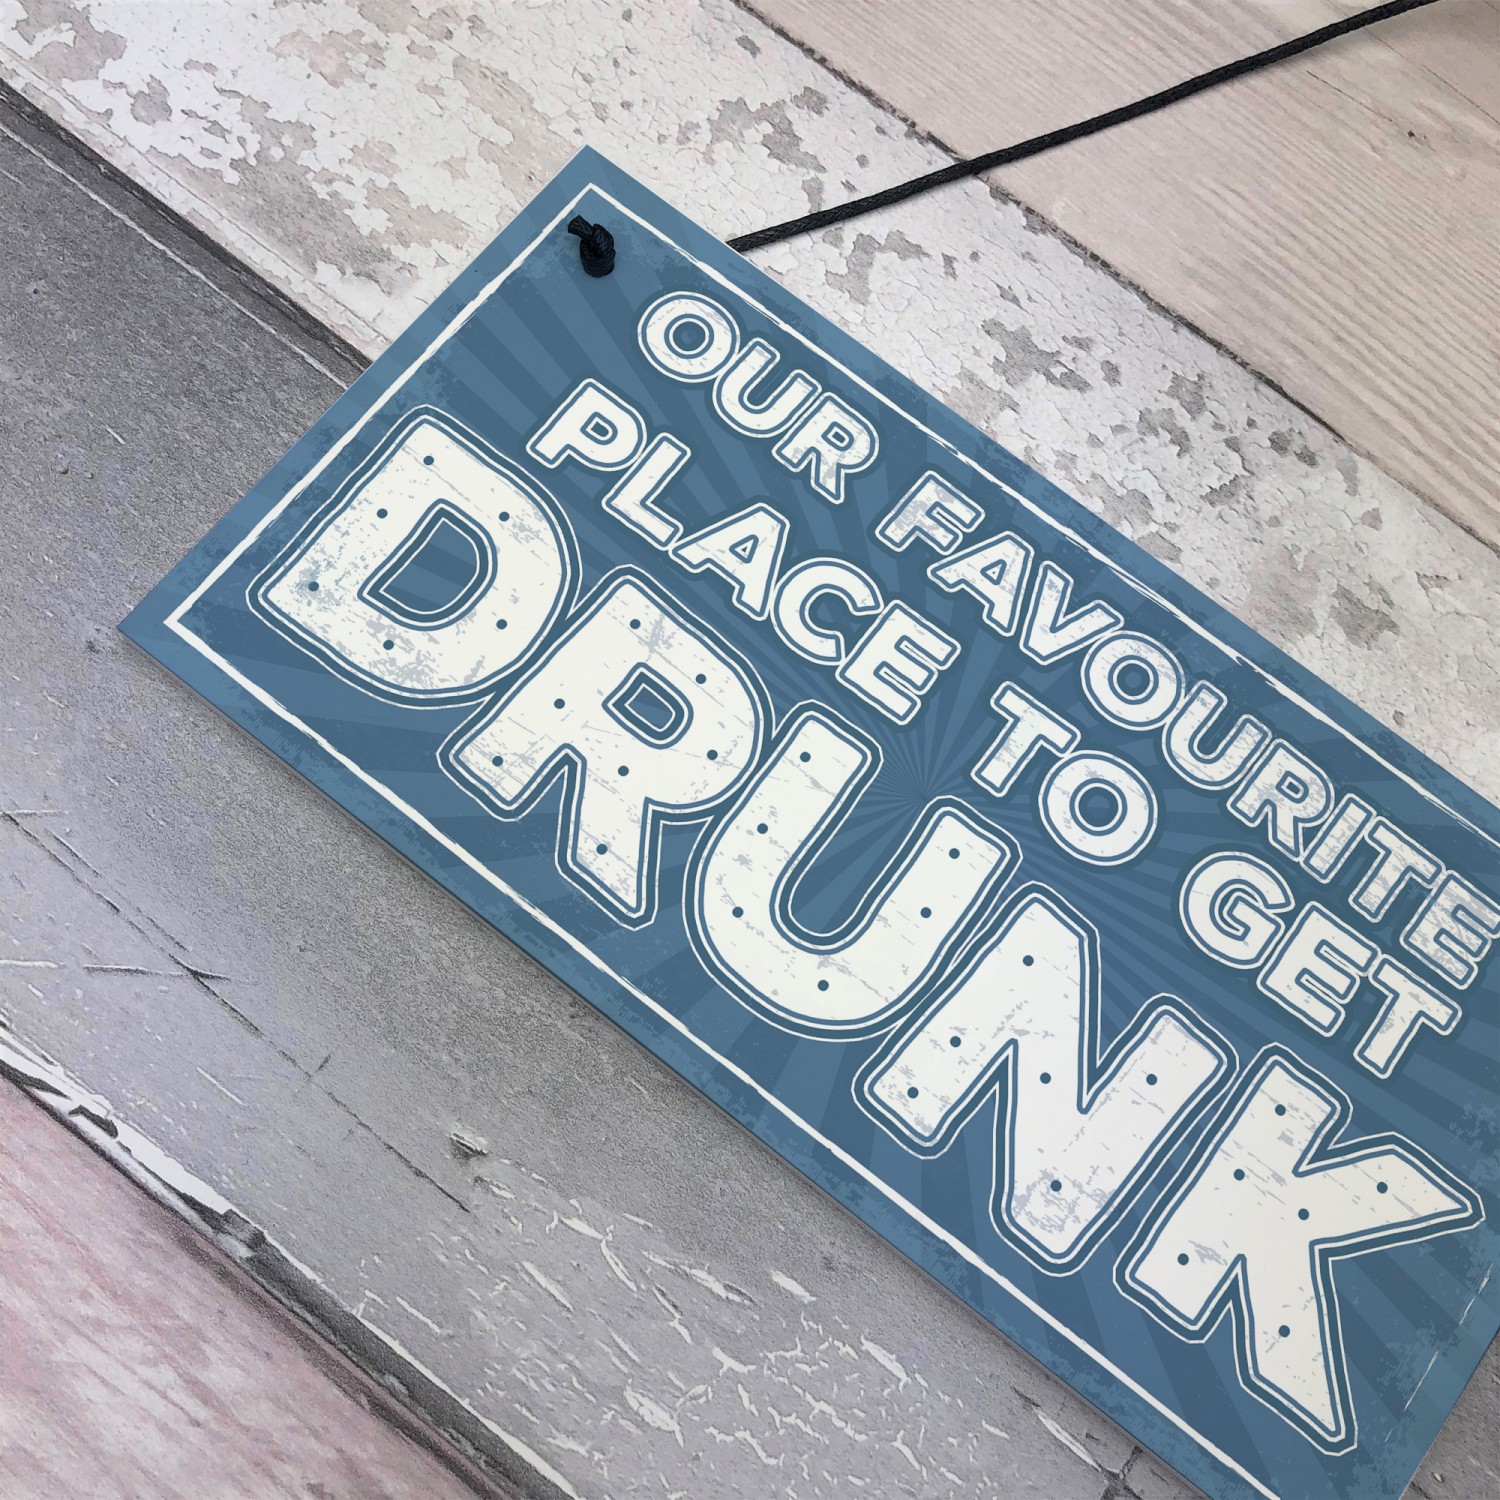 OUR FAVOURITE
PLACE TO GET
DRUNK